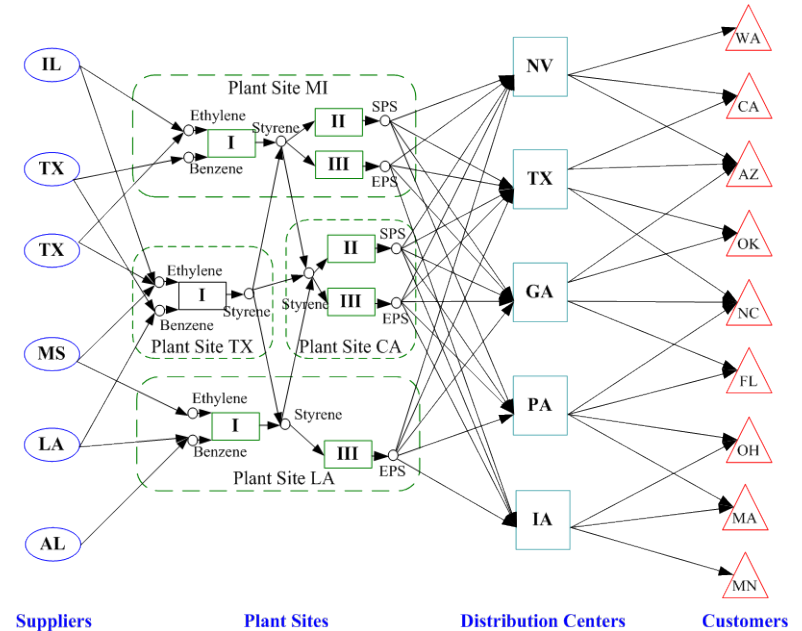 IL
TX
TX
MS
LA
AL
Plant Site MI
Ethylene
I
Benzene
Styrene
II
SPS
III
EPS
Ethylene
I
Benzene
Styrene
Plant Site TX
II
SPS
Styrene
III
EPS
Plant Site CA
Ethylene
I
Benzene
Styrene
III
EPS
Plant Site LA
NV
TX
GA
PA
IA
WA
CA
AZ
OK
NC
FL
OH
MA
MN
Suppliers
Plant Sites
Distribution Centers
Customers